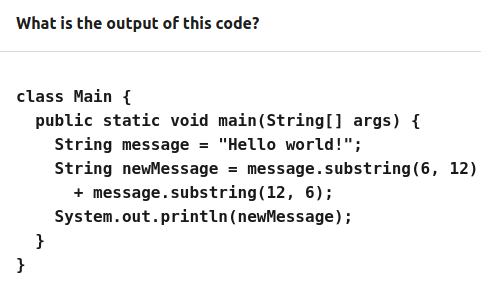 What is the output of this code?
class Main {
  public static void main(String[] args) {
    String message = "Hello world!";
    String newMessage = message.substring(6, 12)
      + message.substring(12, 6);
    System.out.println(newMessage);
  }
}